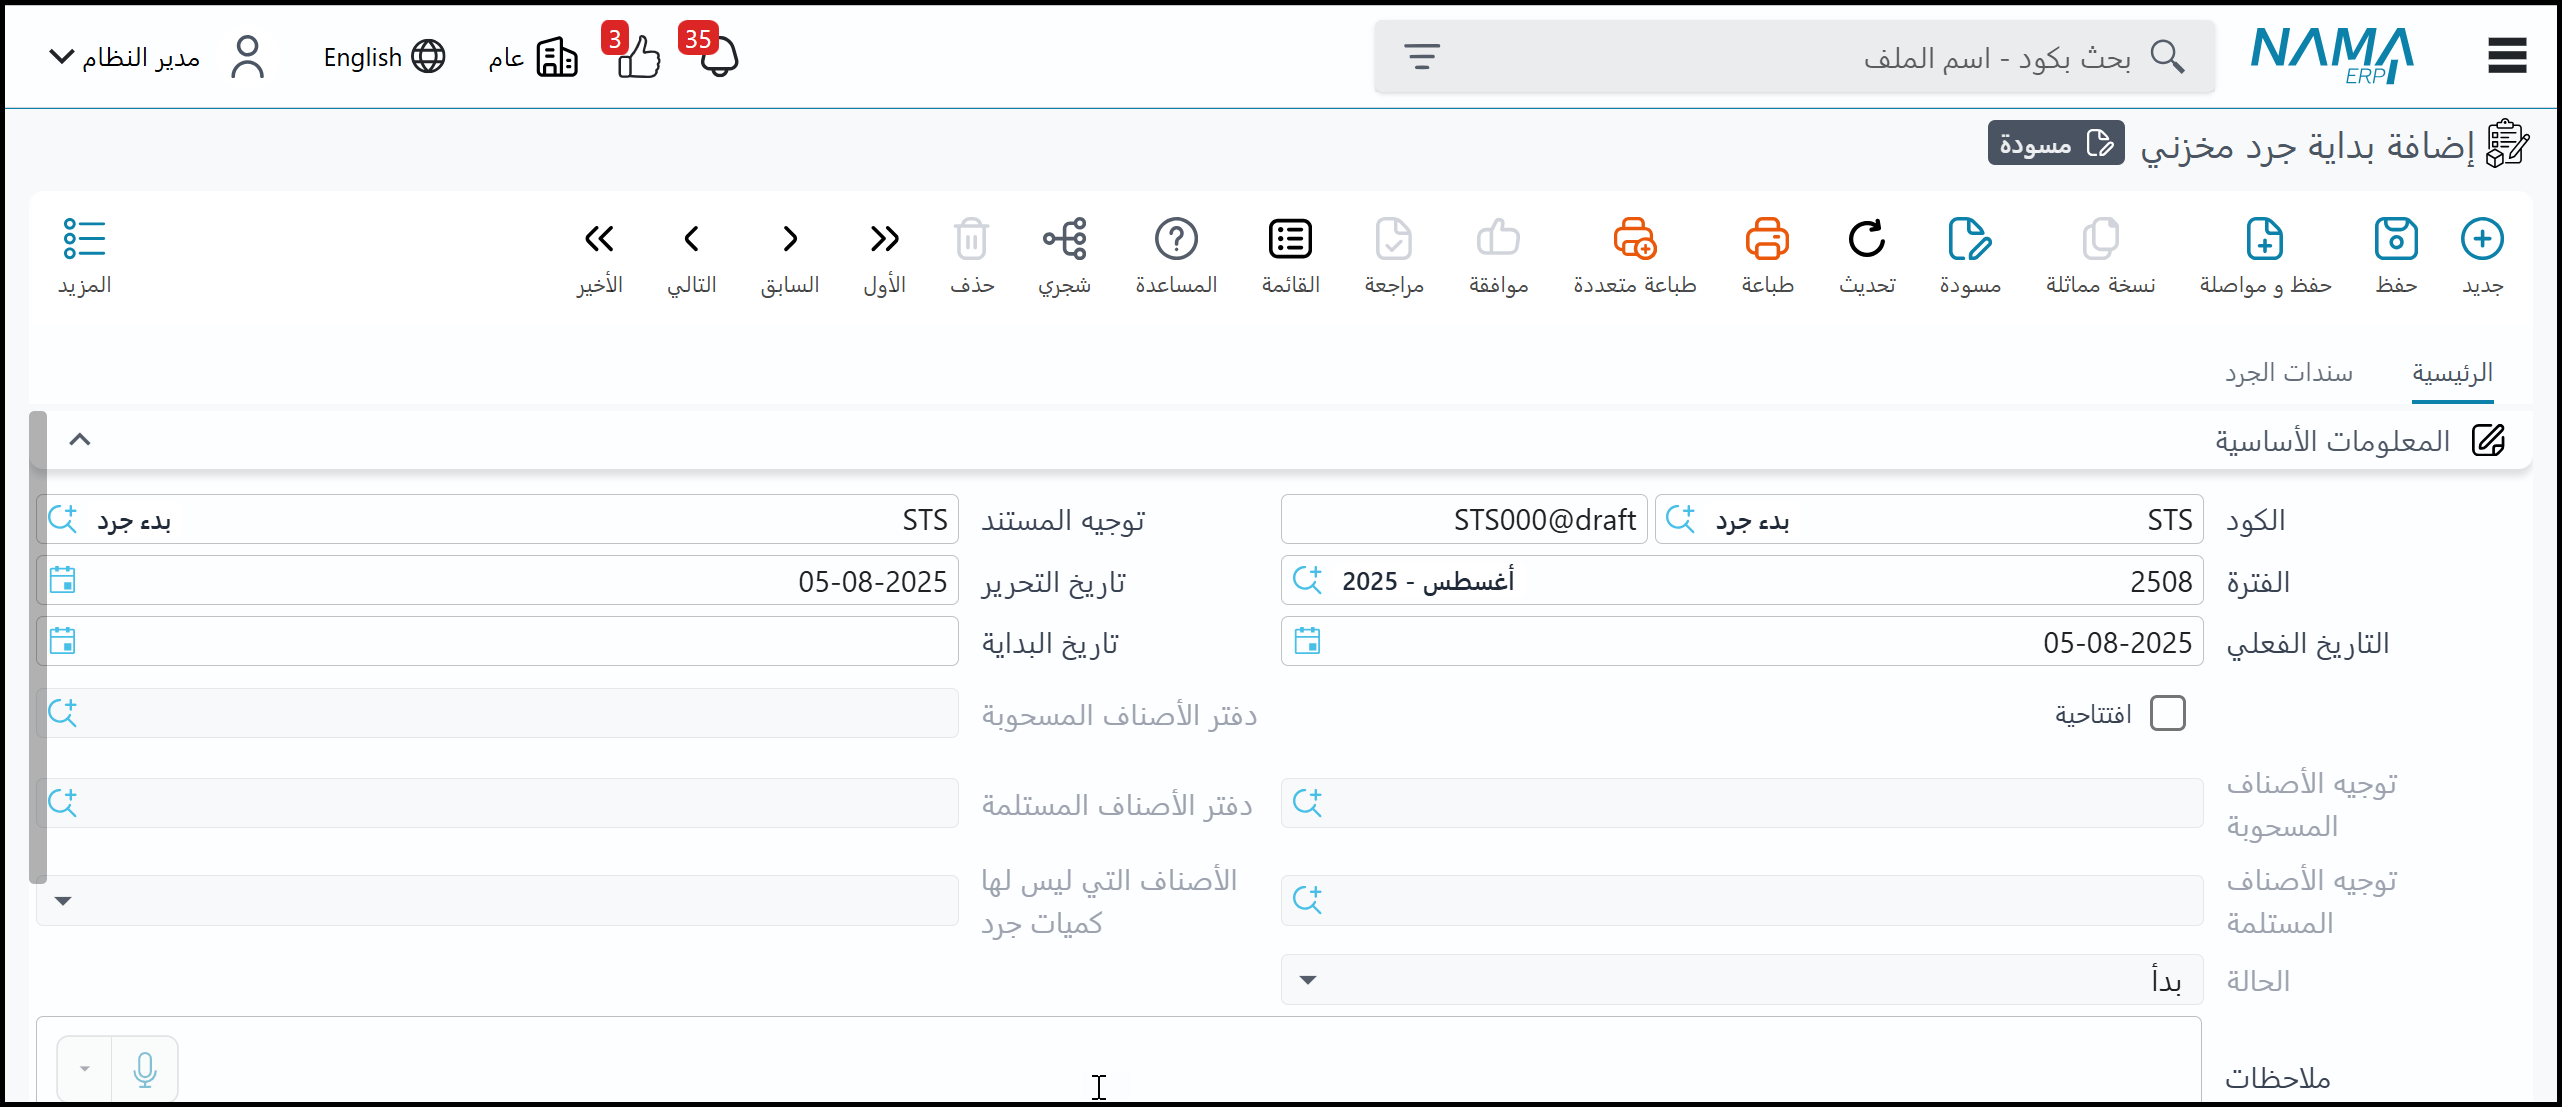 NAMA ERP
بحث بكود - اسم الملف
35
3
عام
English
مدير النظام
إضافة بداية جرد مخزني
مسودة
جديد
حفظ
حفظ و مواصلة
نسخة مماثلة
مسودة
تحديث
طباعة
طباعة متعددة
موافقة
مراجعة
القائمة
المساعدة
شجري
حذف
الأول
السابق
التالي
الأخير
المزيد
الرئيسية
سندات الجرد
المعلومات الأساسية
الكود STS بدء جرد STS000@draft
توجيه المستند STS بدء جرد
الفترة 2508 أغسطس - 2025
تاريخ التحرير 05-08-2025
التاريخ الفعلي 05-08-2025
تاريخ البداية
افتتاحية
دفتر الأصناف المسحوبة
توجيه الأصناف
المسحوبة
دفتر الأصناف المستلمة
توجيه الأصناف
المستلمة
الأصناف التي ليس لها
كميات جرد
الحالة بدأ
ملاحظات